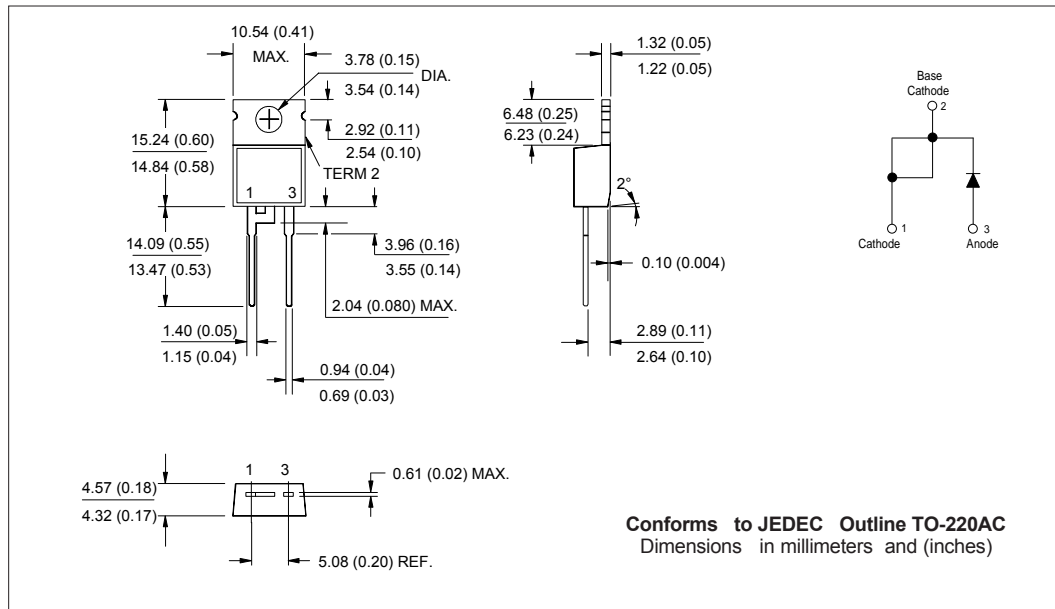 10.54 (0.41)
MAX.
3.78 (0.15)
3.54 (0.14)
DIA.
2.92 (0.11)
2.54 (0.10)
15.24 (0.60)
14.84 (0.58)
TERM 2
1 3
14.09 (0.55)
13.47 (0.53)
3.96 (0.16)
3.55 (0.14)
2.04 (0.080) MAX.
1.40 (0.05)
1.15 (0.04)
0.94 (0.04)
0.69 (0.03)
1.32 (0.05)
1.22 (0.05)
6.48 (0.25)
6.23 (0.24)
2°
0.10 (0.004)
2.89 (0.11)
2.64 (0.10)
Base
Cathode
2
1
Cathode
3
Anode
1 3
4.57 (0.18)
4.32 (0.17)
0.61 (0.02) MAX.
5.08 (0.20) REF.
Conforms to JEDEC Outline TO-220AC
Dimensions in millimeters and (inches)